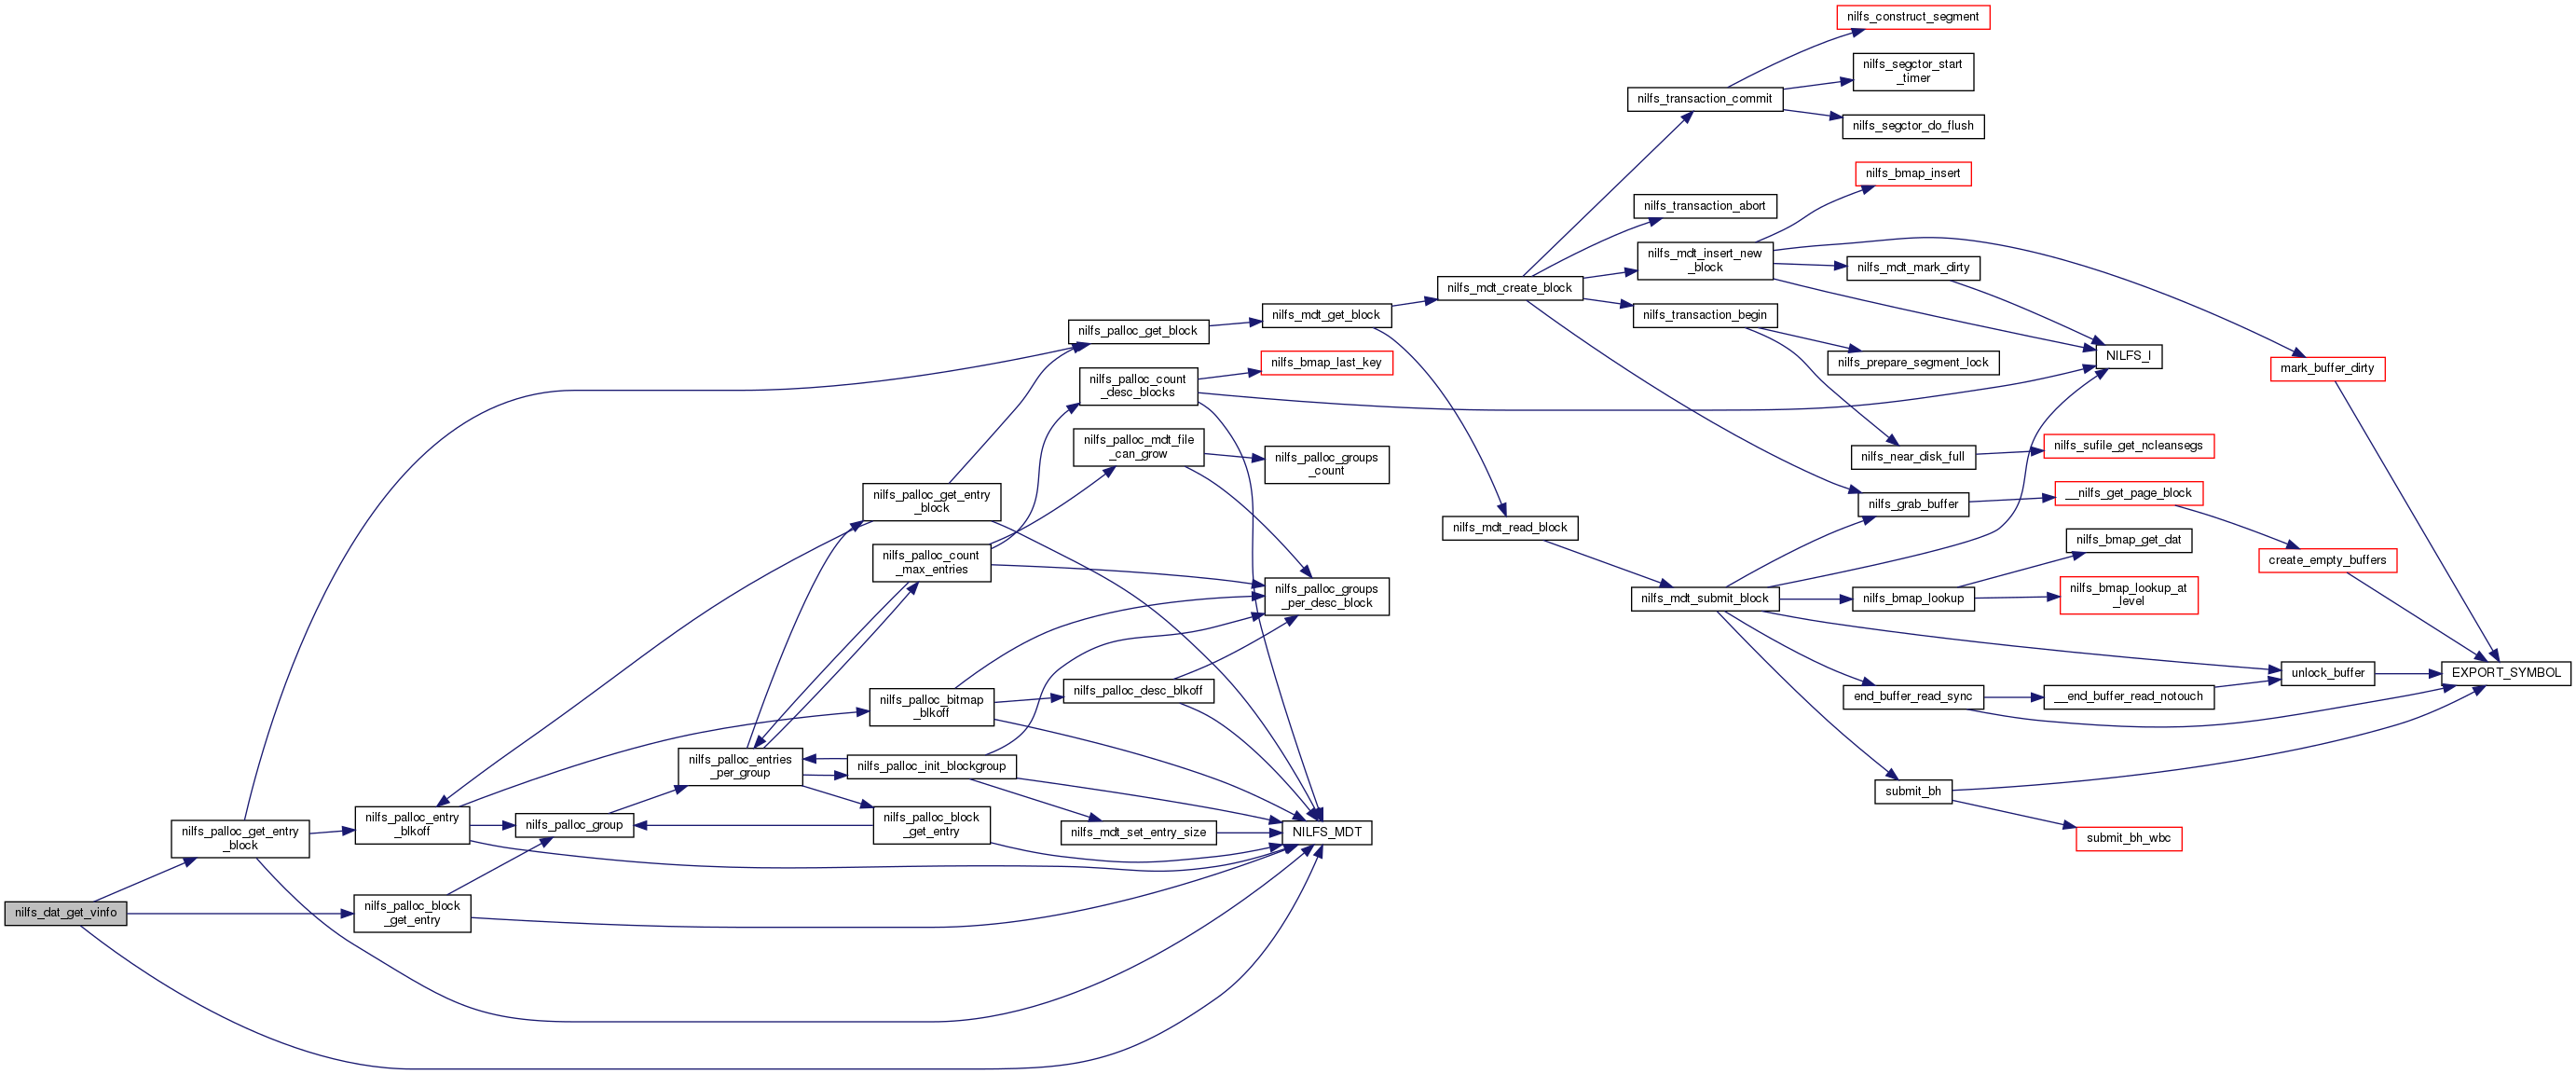 nilfs_construct_segment
nilfs_segctor_start
_timer
nilfs_transaction_commit
nilfs_segctor_do_flush
nilfs_bmap_insert
nilfs_transaction_abort
nilfs_mdt_insert_new
_block
nilfs_mdt_mark_dirty
nilfs_mdt_create_block
nilfs_transaction_begin
nilfs_mdt_get_block
nilfs_palloc_get_block
NILFS_I
nilfs_prepare_segment_lock
nilfs_bmap_last_key
mark_buffer_dirty
nilfs_palloc_count
_desc_blocks
nilfs_palloc_mdt_file
_can_grow
nilfs_palloc_groups
_count
nilfs_near_disk_full
nilfs_sufile_get_ncleansegs
nilfs_palloc_get_entry
_block
nilfs_grab_buffer
__nilfs_get_page_block
nilfs_mdt_read_block
nilfs_bmap_get_dat
nilfs_palloc_count
_max_entries
create_empty_buffers
nilfs_palloc_groups
_per_desc_block
nilfs_mdt_submit_block
nilfs_bmap_lookup
nilfs_bmap_lookup_at
_level
unlock_buffer
EXPORT_SYMBOL
nilfs_palloc_desc_blkoff
nilfs_palloc_bitmap
_blkoff
end_buffer_read_sync
__end_buffer_read_notouch
nilfs_palloc_entries
_per_group
nilfs_palloc_init_blockgroup
submit_bh
nilfs_palloc_entry
_blkoff
nilfs_palloc_group
nilfs_palloc_block
_get_entry
nilfs_mdt_set_entry_size
NILFS_MDT
submit_bh_wbc
nilfs_palloc_get_entry
_block
nilfs_dat_get_vinfo
nilfs_palloc_block
_get_entry